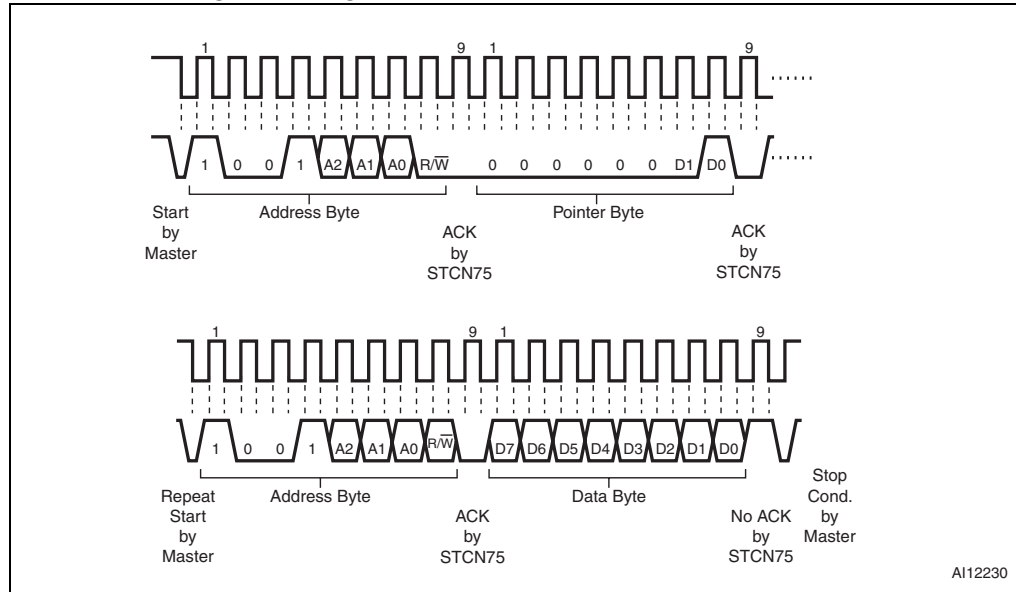 1 9 1 9
1 0 0 1 A2 A1 A0 R/W̅ 0 0 0 0 0 0 D1 D0
Start
by
Master
Address Byte
ACK
by
STCN75
Pointer Byte
ACK
by
STCN75
1 9 1 9
1 0 0 1 A2 A1 A0 R/W̅ D7 D6 D5 D4 D3 D2 D1 D0
Repeat
Start
by
Master
Address Byte
ACK
by
STCN75
Data Byte
No ACK
by
STCN75
Stop
Cond.
by
Master
AI12230